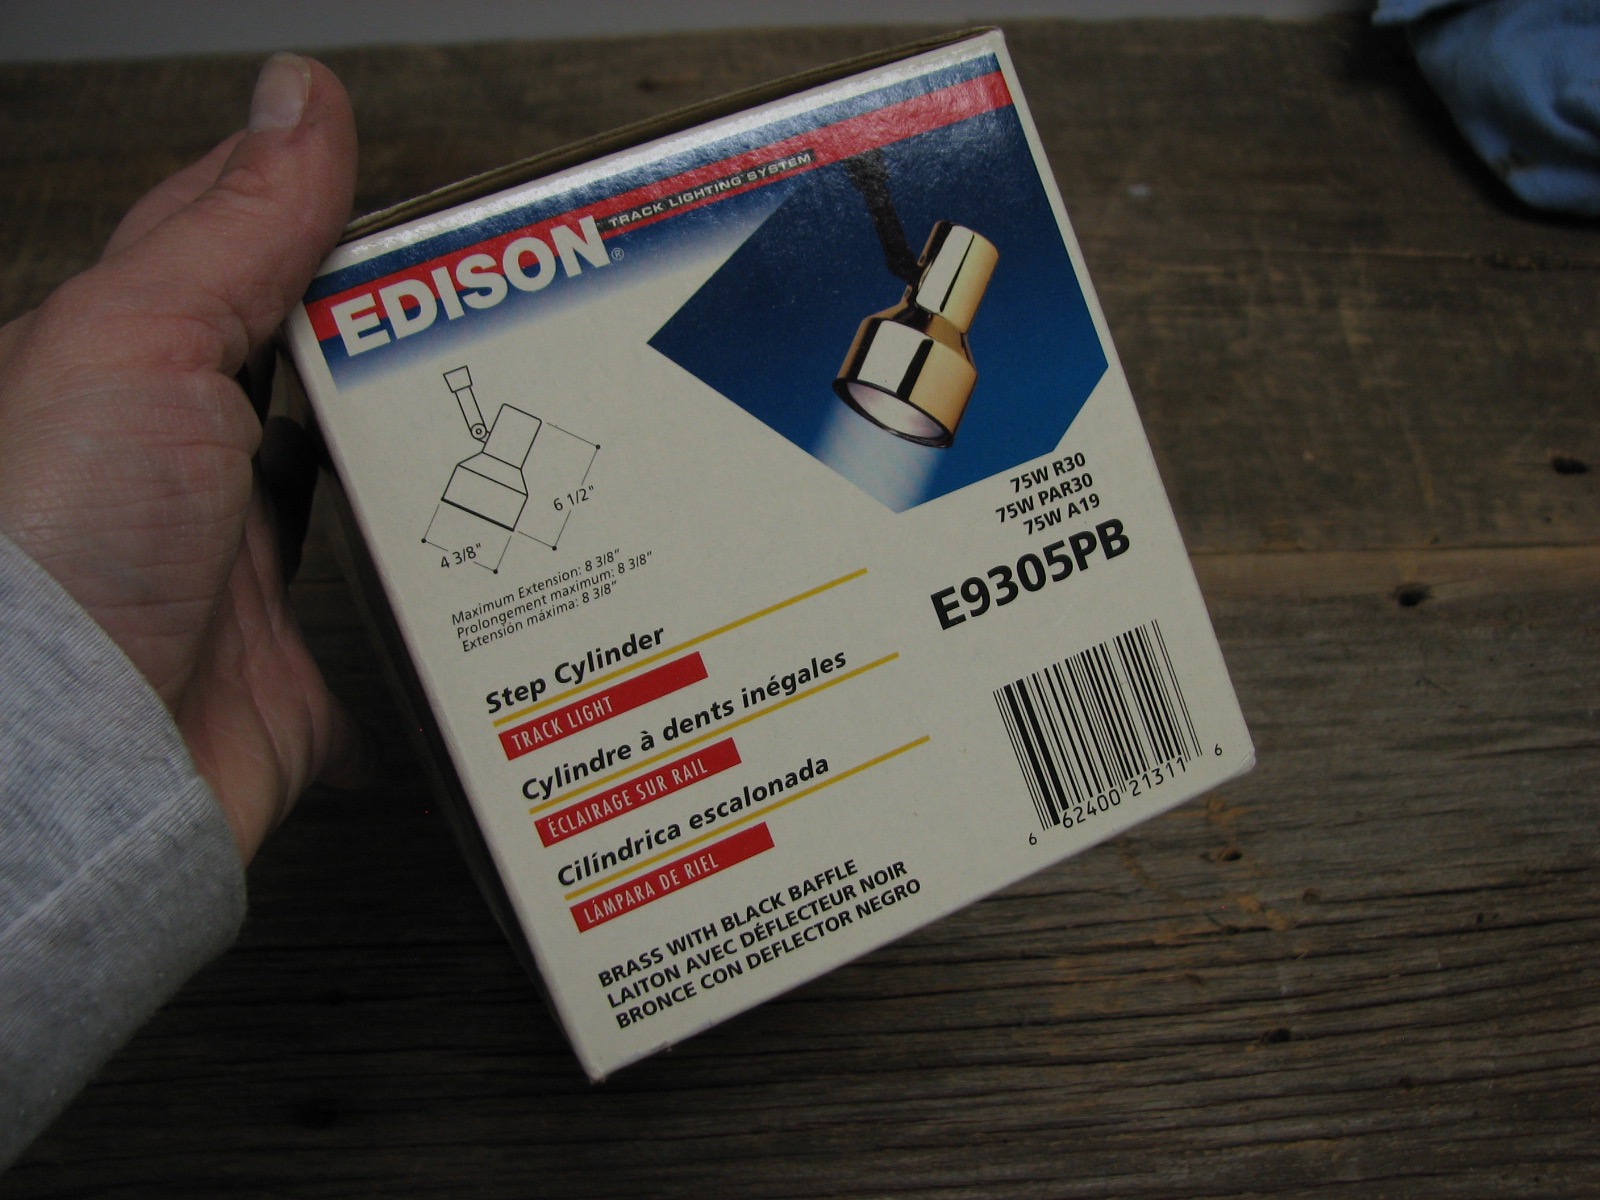 TRACK LIGHTING SYSTEM
EDISON®
6 1/2"
4 3/8"
Maximum Extension: 8 3/8"
Prolongement maximum: 8 3/8"
Extensión máxima: 8 3/8"
75W R30
75W PAR30
75W A19
E9305PB
Step Cylinder
TRACK LIGHT
Cylindre à dents inégales
ÉCLAIRAGE SUR RAIL
Cilíndrica escalonada
LÁMPARA DE RIEL
BRASS WITH BLACK BAFFLE
LAITON AVEC DÉFLECTEUR NOIR
BRONCE CON DEFLECTOR NEGRO
6 62400 21311 6